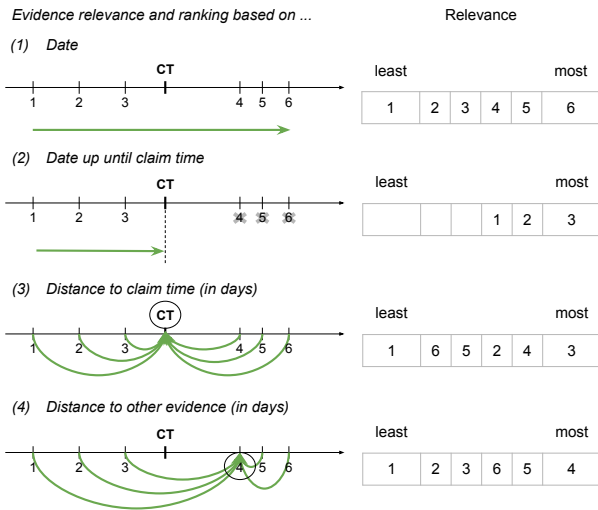 Evidence relevance and ranking based on ... Relevance
(1) Date
CT
least most
1 2 3 4 5 6
1 2 3 4 5 6
(2) Date up until claim time
CT
least most
1 2 3 4 5 6
1 2 3
(3) Distance to claim time (in days)
CT
least most
1 2 3 4 5 6
1 6 5 2 4 3
(4) Distance to other evidence (in days)
CT
least most
1 2 3 4 5 6
1 2 3 6 5 4